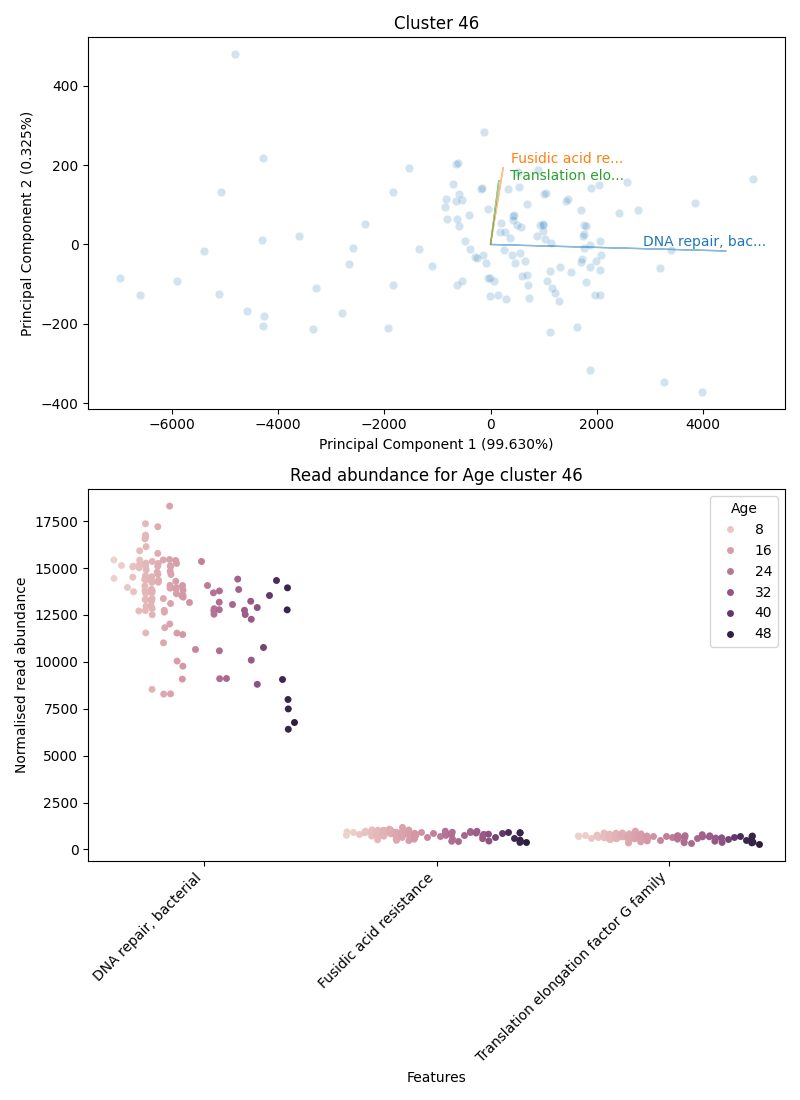 Cluster 46
400
200
0
−200
−400
Principal Component 2 (0.325%)
Fusidic acid re...
Translation elo...
DNA repair, bac...
−6000 −4000 −2000 0 2000 4000
Principal Component 1 (99.630%)
Read abundance for Age cluster 46
17500
15000
12500
10000
7500
5000
2500
0
Normalised read abundance
Age
8
16
24
32
40
48
DNA repair, bacterial
Fusidic acid resistance
Translation elongation factor G family
Features